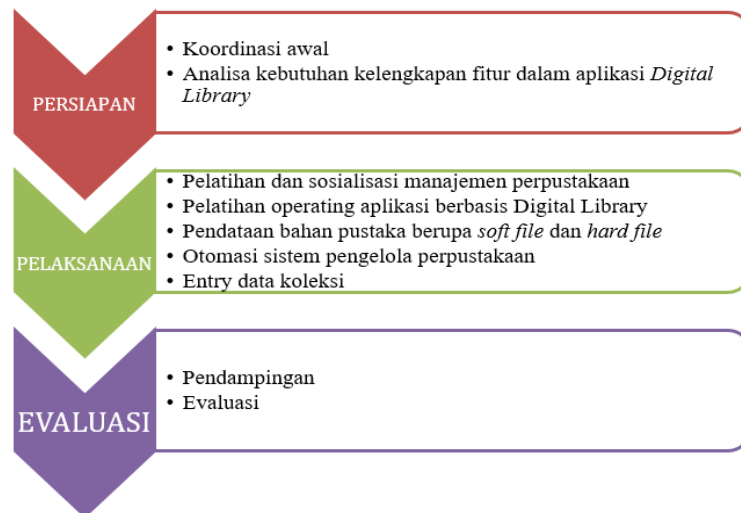 PERSIAPAN
• Koordinasi awal
• Analisa kebutuhan kelengkapan fitur dalam aplikasi Digital
Library
PELAKSANAAN
• Pelatihan dan sosialisasi manajemen perpustakaan
• Pelatihan operating aplikasi berbasis Digital Library
• Pendataan bahan pustaka berupa soft file dan hard file
• Otomasi sistem pengelola perpustakaan
• Entry data koleksi
EVALUASI
• Pendampingan
• Evaluasi